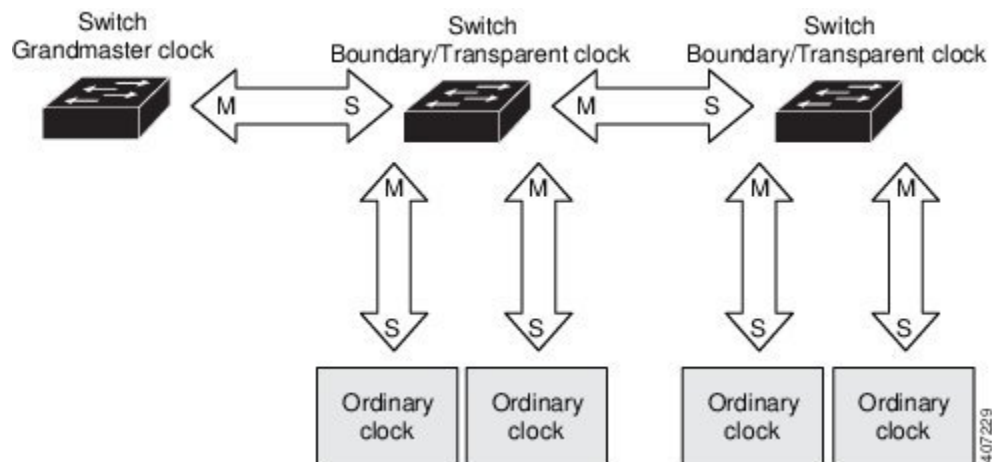 Switch
Grandmaster clock
Switch
Boundary/Transparent clock
Switch
Boundary/Transparent clock
M
S
M
S
M
M
M
M
S
S
S
S
Ordinary
clock
Ordinary
clock
Ordinary
clock
Ordinary
clock
407229